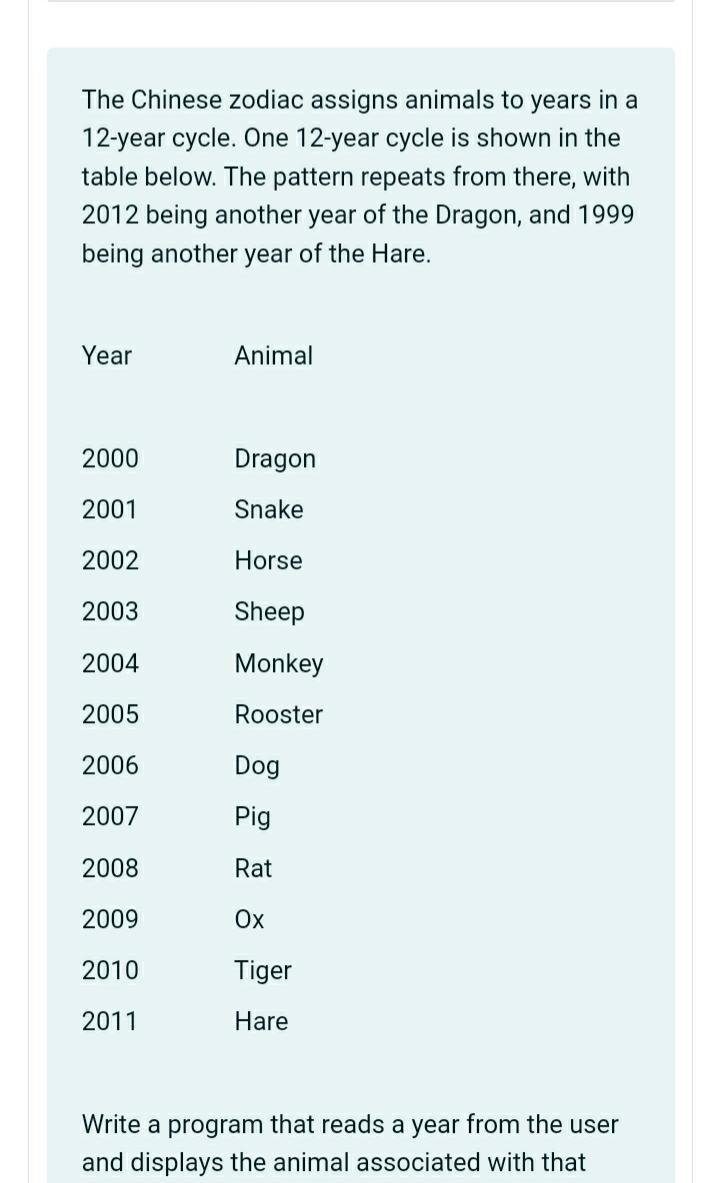 The Chinese zodiac assigns animals to years in a
12-year cycle. One 12-year cycle is shown in the
table below. The pattern repeats from there, with
2012 being another year of the Dragon, and 1999
being another year of the Hare.
Year Animal
2000 Dragon
2001 Snake
2002 Horse
2003 Sheep
2004 Monkey
2005 Rooster
2006 Dog
2007 Pig
2008 Rat
2009 Ox
2010 Tiger
2011 Hare
Write a program that reads a year from the user
and displays the animal associated with that